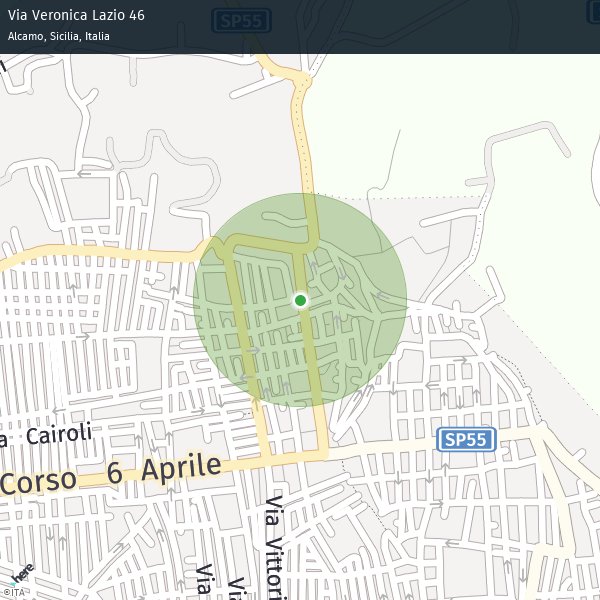 Via Veronica Lazio 46
Alcamo, Sicilia, Italia
SP55
SP55
Cairoli
Corso 6 Aprile
Via Vittori
Via
Via
here
©ITA